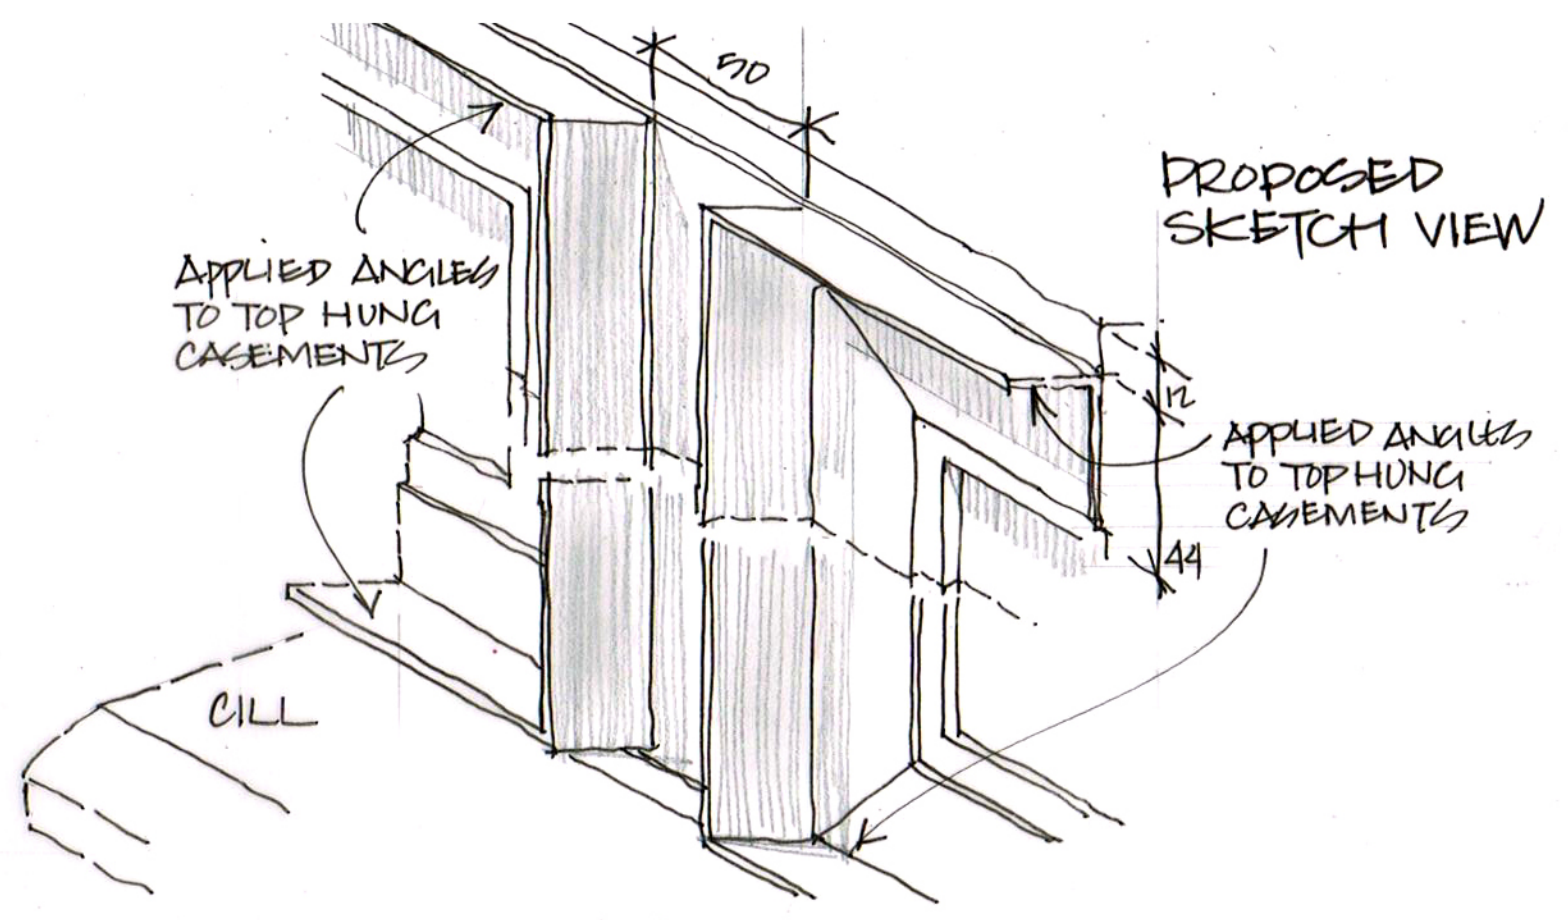 50
PROPOSED
SKETCH VIEW
APPLIED ANGLES
TO TOP HUNG
CASEMENTS
12
APPLIED ANGLES
TO TOP HUNG
CASEMENTS
44
CILL